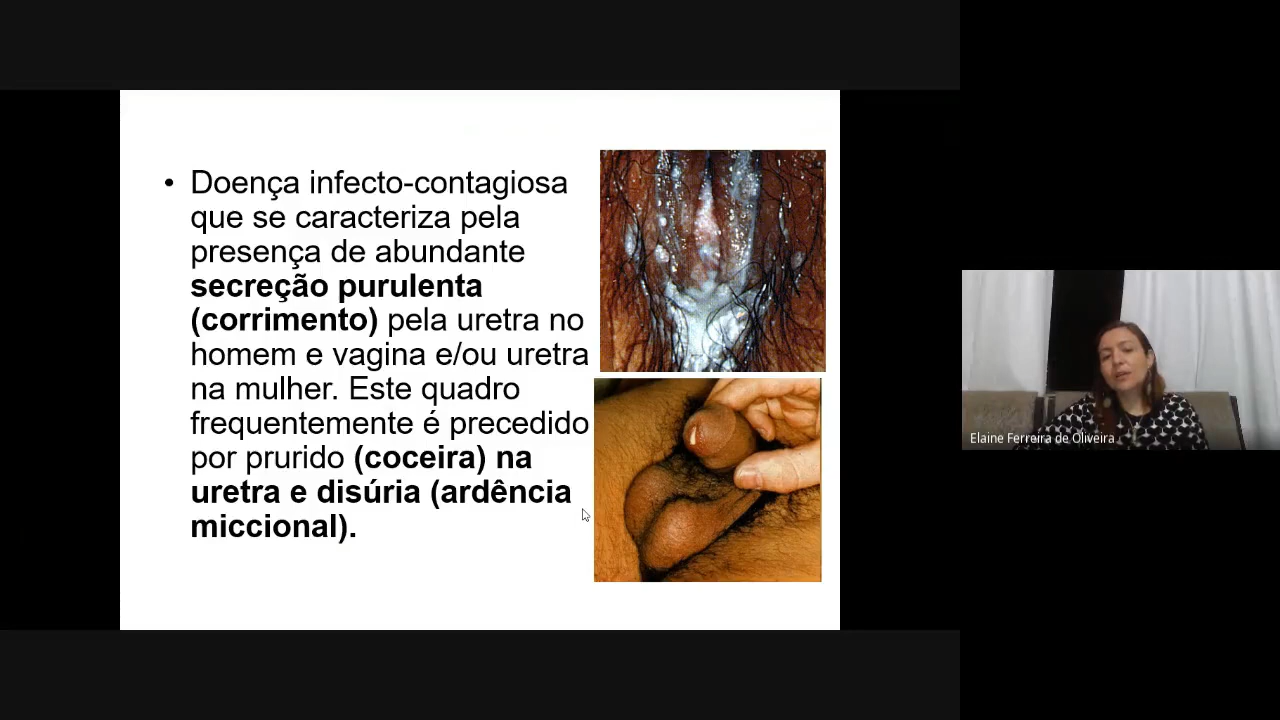 • Doença infecto-contagiosa
que se caracteriza pela
presença de abundante
secreção purulenta
(corrimento) pela uretra no
homem e vagina e/ou uretra
na mulher. Este quadro
frequentemente é precedido
por prurido (coceira) na
uretra e disúria (ardência
miccional).
Elaine Ferreira de Oliveira